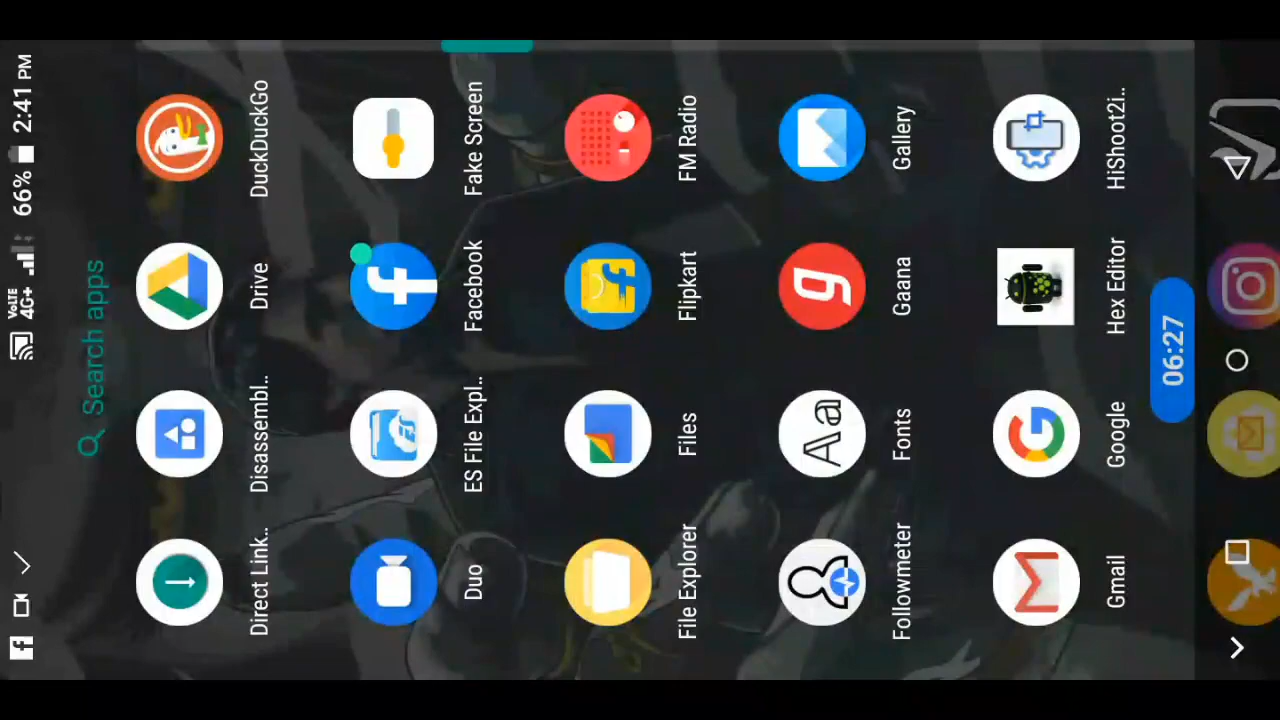 VoLTE 4G+ 66% 2:41 PM
Search apps
Direct Link.. Disassembl.. Drive DuckDuckGo
Duo ES File Expl.. Facebook Fake Screen
File Explorer Files Flipkart FM Radio
Followmeter Fonts Gaana Gallery
Gmail Google Hex Editor HiShoot2i..
06:27